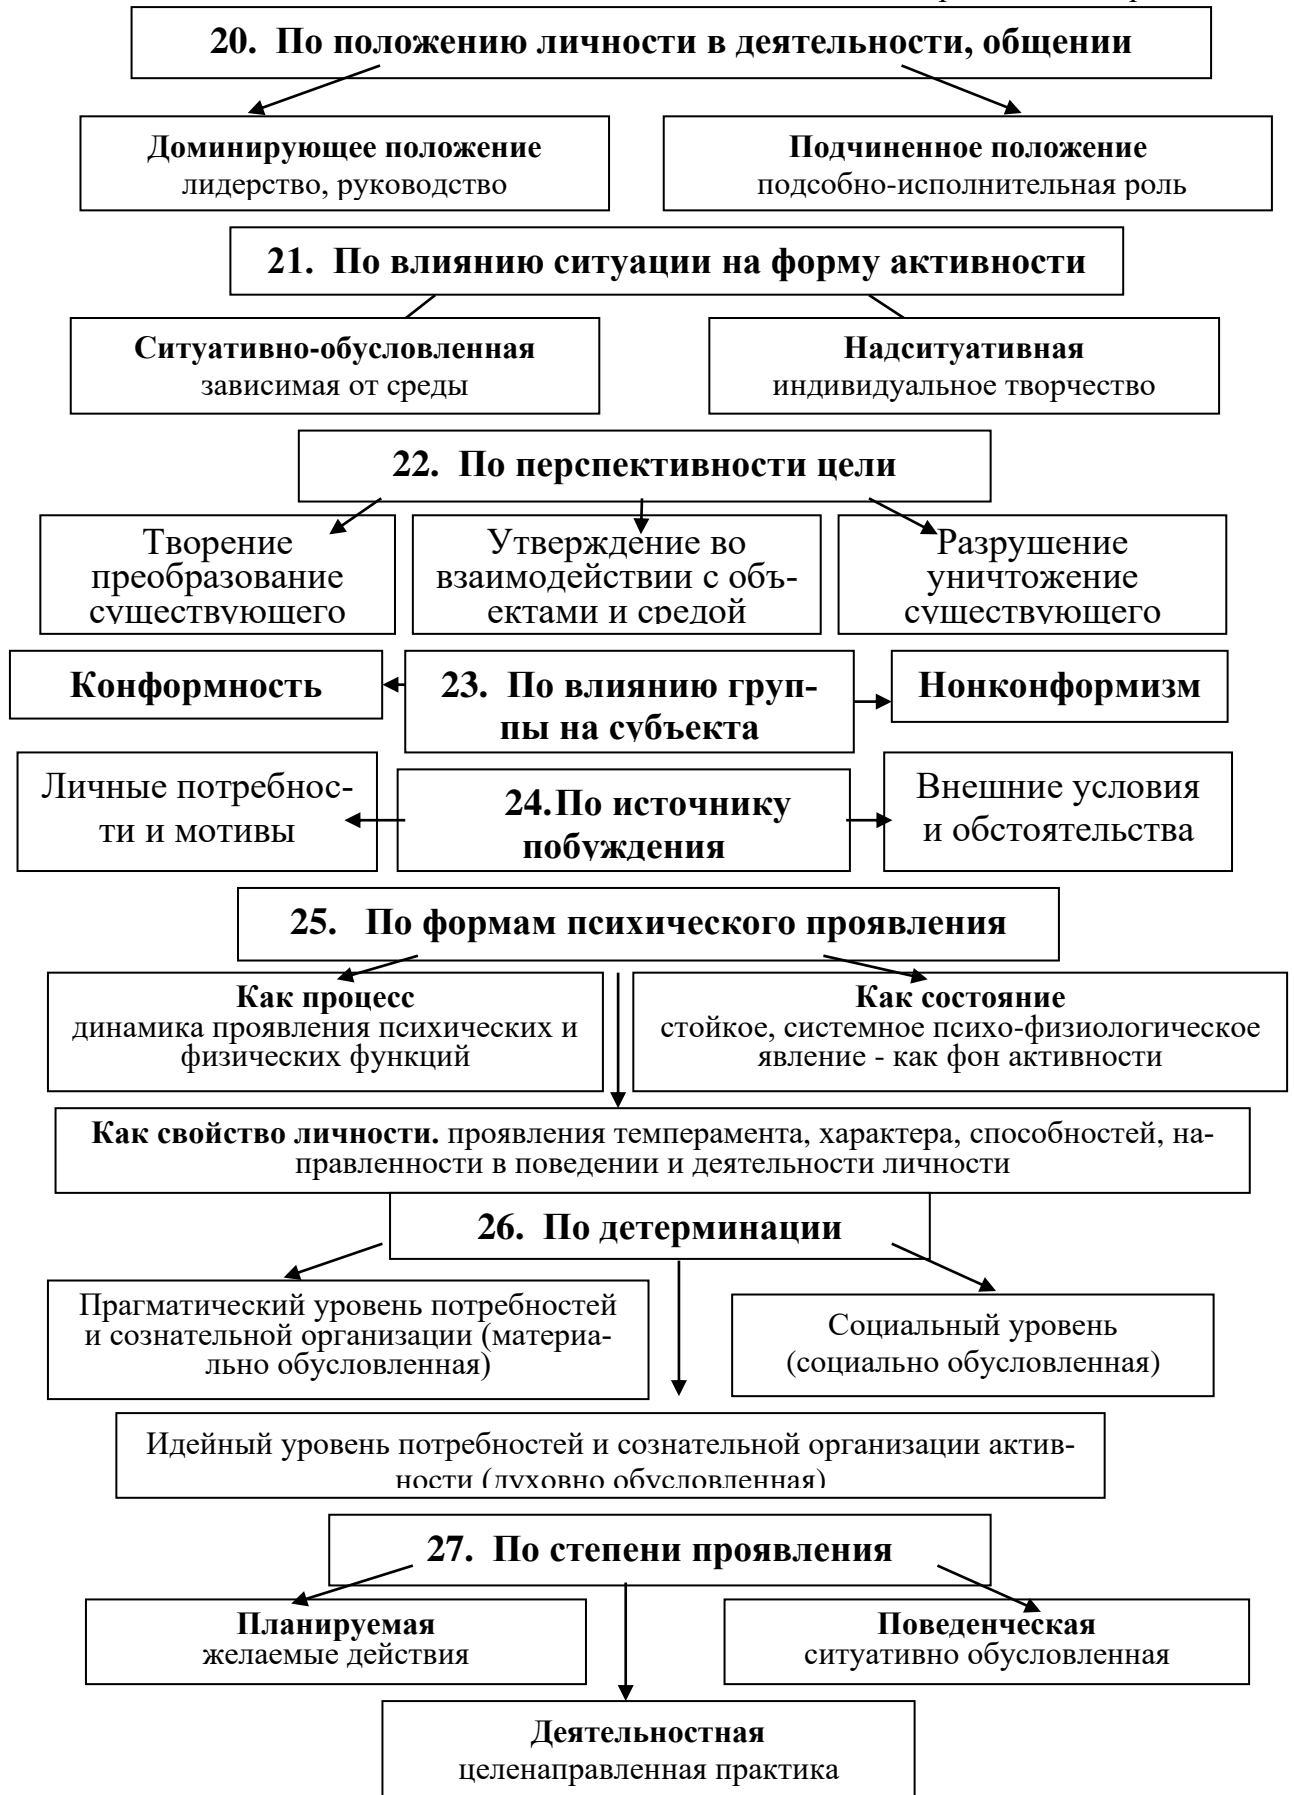 20. По положению личности в деятельности, общении
Доминирующее положение
лидерство, руководство
Подчиненное положение
подсобно-исполнительная роль
21. По влиянию ситуации на форму активности
Ситуативно-обусловленная
зависимая от среды
Надситуативная
индивидуальное творчество
22. По перспективности цели
Творение
преобразование
существующего
Утверждение во
взаимодействии с объ-
ектами и средой
Разрушение
уничтожение
существующего
Конформность
23. По влиянию груп-
пы на субъекта
Нонконформизм
Личные потребнос-
ти и мотивы
24. По источнику
побуждения
Внешние условия
и обстоятельства
25. По формам психического проявления
Как процесс
динамика проявления психических и
физических функций
Как состояние
стойкое, системное психо-физиологическое
явление - как фон активности
Как свойство личности. проявления темперамента, характера, способностей, на-
правленности в поведении и деятельности личности
26. По детерминации
Прагматический уровень потребностей
и сознательной организации (материа-
льно обусловленная)
Социальный уровень
(социально обусловленная)
Идейный уровень потребностей и сознательной организации актив-
ности (духовно обусловленная)
27. По степени проявления
Планируемая
желаемые действия
Поведенческая
ситуативно обусловленная
Деятельностная
целенаправленная практика